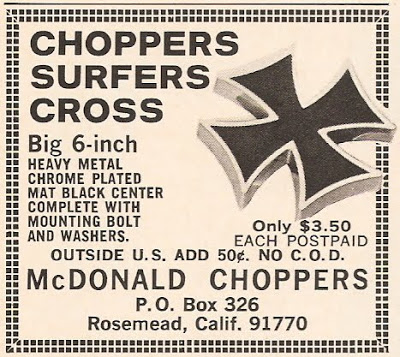 CHOPPERS
SURFERS
CROSS
Big 6-inch
HEAVY METAL
CHROME PLATED
MAT BLACK CENTER
COMPLETE WITH
MOUNTING BOLT
AND WASHERS.
Only $3.50
EACH POSTPAID
OUTSIDE U.S. ADD 50¢. NO C.O.D.
McDONALD CHOPPERS
P.O. Box 326
Rosemead, Calif. 91770